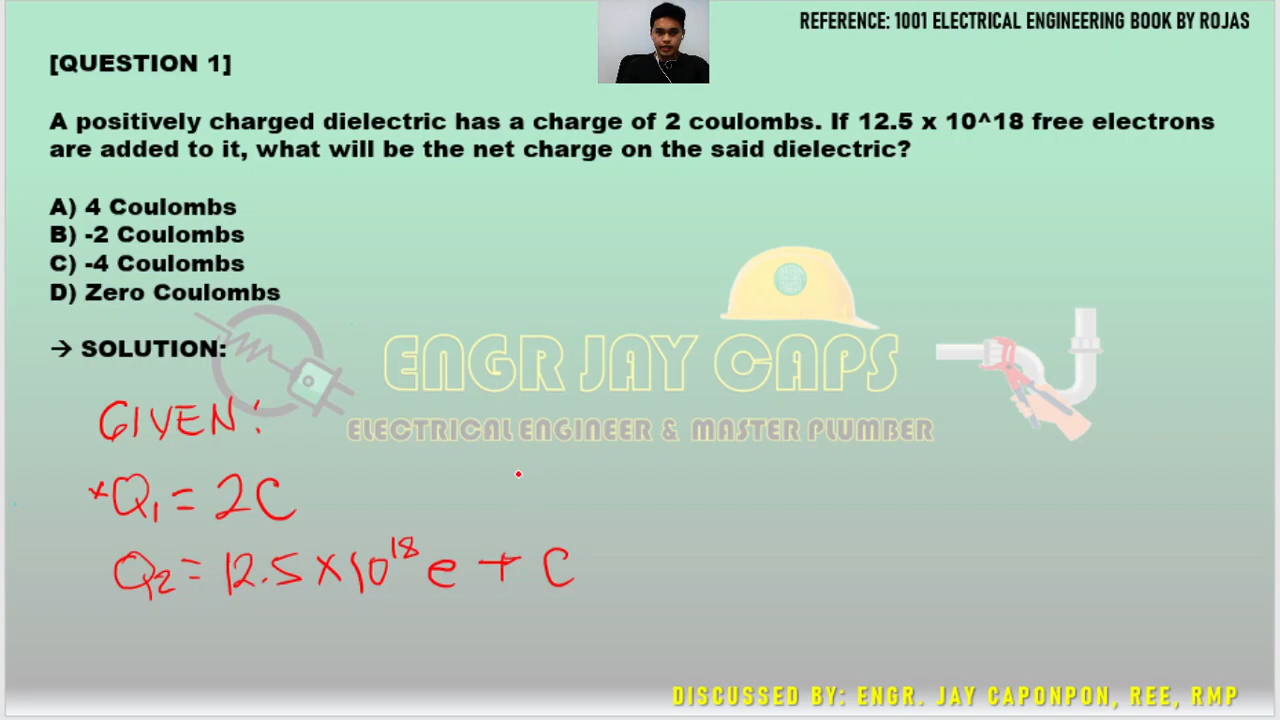 REFERENCE: 1001 ELECTRICAL ENGINEERING BOOK BY ROJAS
[QUESTION 1]
A positively charged dielectric has a charge of 2 coulombs. If 12.5 x 10^18 free electrons
are added to it, what will be the net charge on the said dielectric?
A) 4 Coulombs
B) -2 Coulombs
C) -4 Coulombs
D) Zero Coulombs
→ SOLUTION:
ENGR JAY CAPS
ELECTRICAL ENGINEER & MASTER PLUMBER
GIVEN:
*Q₁ = 2C
Q₂ = 12.5 x 10¹⁸ e + C
DISCUSSED BY: ENGR. JAY CAPONPON, REE, RMP